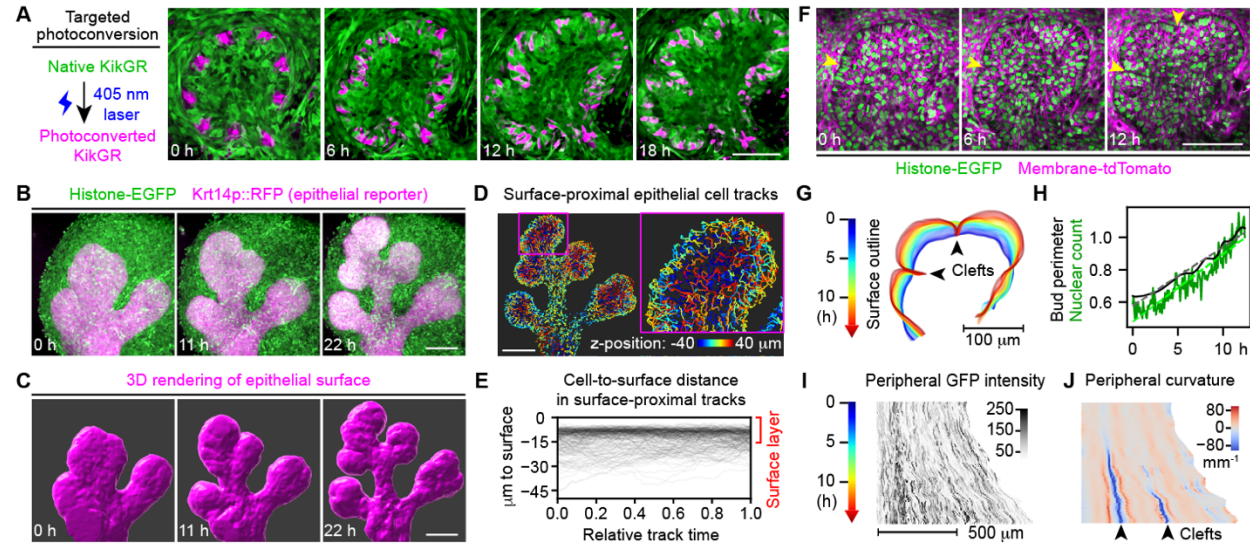 A
Targeted
photoconversion
Native KikGR
405 nm
laser
Photoconverted
KikGR
0 h
6 h
12 h
18 h
B
Histone-EGFP Krt14p::RFP (epithelial reporter)
0 h
11 h
22 h
C
3D rendering of epithelial surface
0 h
11 h
22 h
D
Surface-proximal epithelial cell tracks
z-position: -40 40 μm
E
Cell-to-surface distance
in surface-proximal tracks
μm to surface
0
−15
−30
−45
Surface layer
0.0 0.2 0.4 0.6 0.8 1.0
Relative track time
F
0 h
6 h
12 h
Histone-EGFP Membrane-tdTomato
G
0
5
10
(h)
Surface outline
Clefts
100 μm
H
Bud perimeter
Nuclear count
1.0
0.8
0.6
0 5 10 h
I
Peripheral GFP intensity
0
5
10
(h)
250
150
50
500 μm
J
Peripheral curvature
80
0
−80
mm⁻¹
Clefts